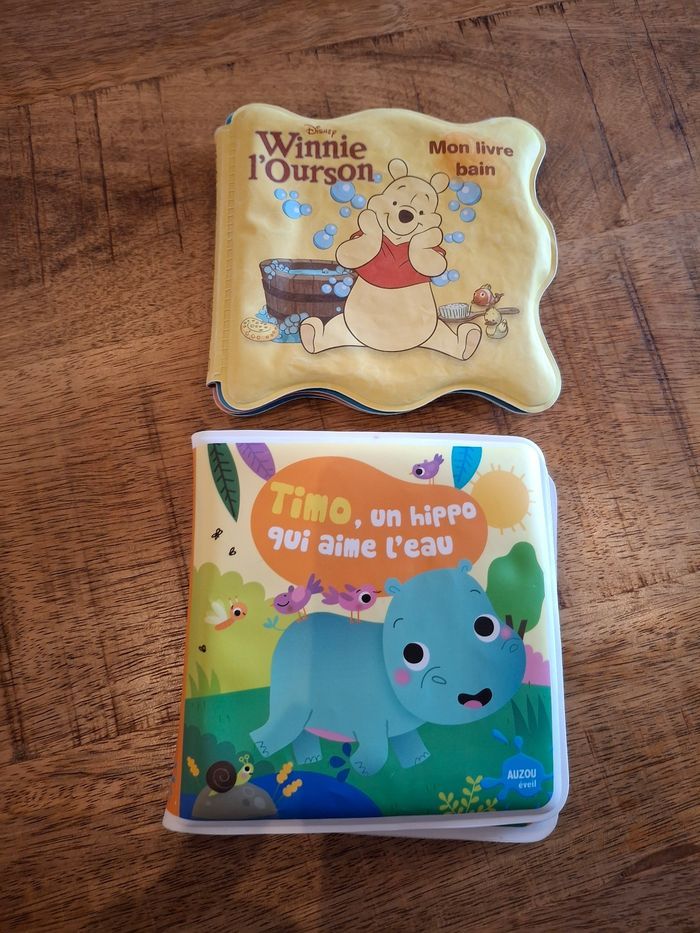 Disney
Winnie
l'Ourson
Mon livre
bain
Timo, un hippo
qui aime l'eau
AUZOU
éveil